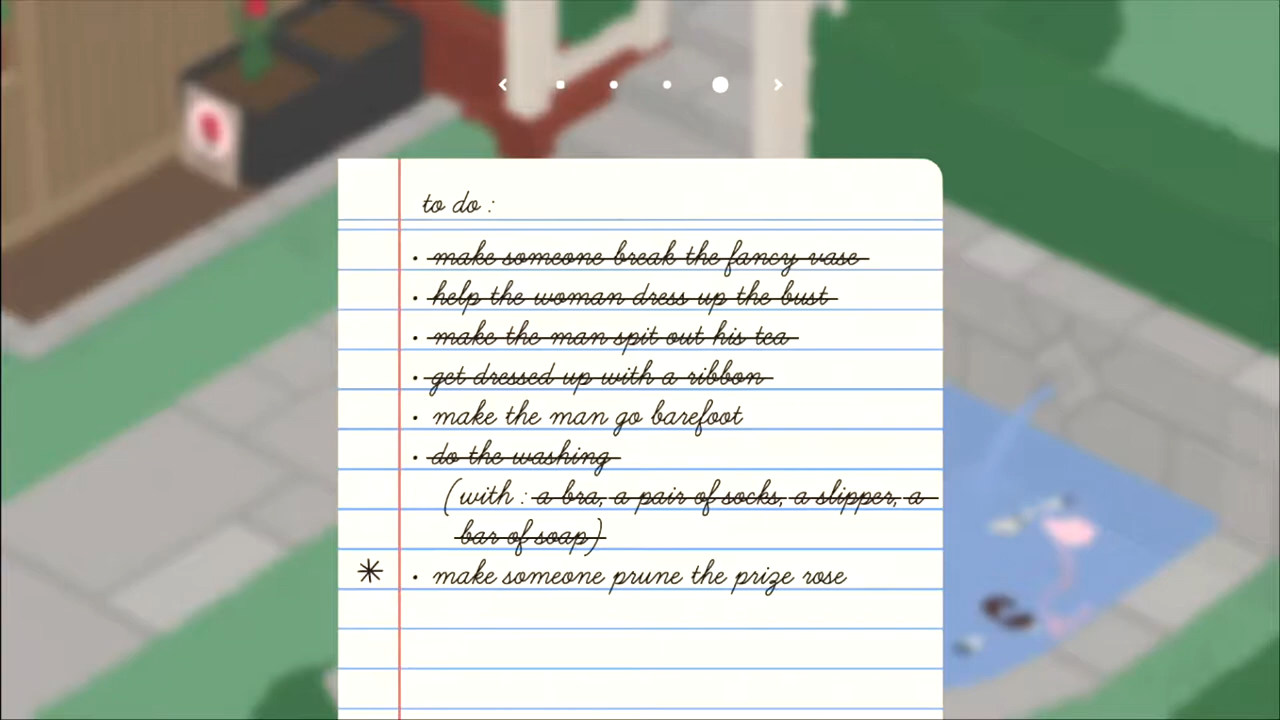 to do :
· make someone break the fancy vase
· help the woman dress up the bust
· make the man spit out his tea
· get dressed up with a ribbon
· make the man go barefoot
· do the washing
(with : a bra, a pair of socks, a slipper, a
bar of soap)
· make someone prune the prize rose